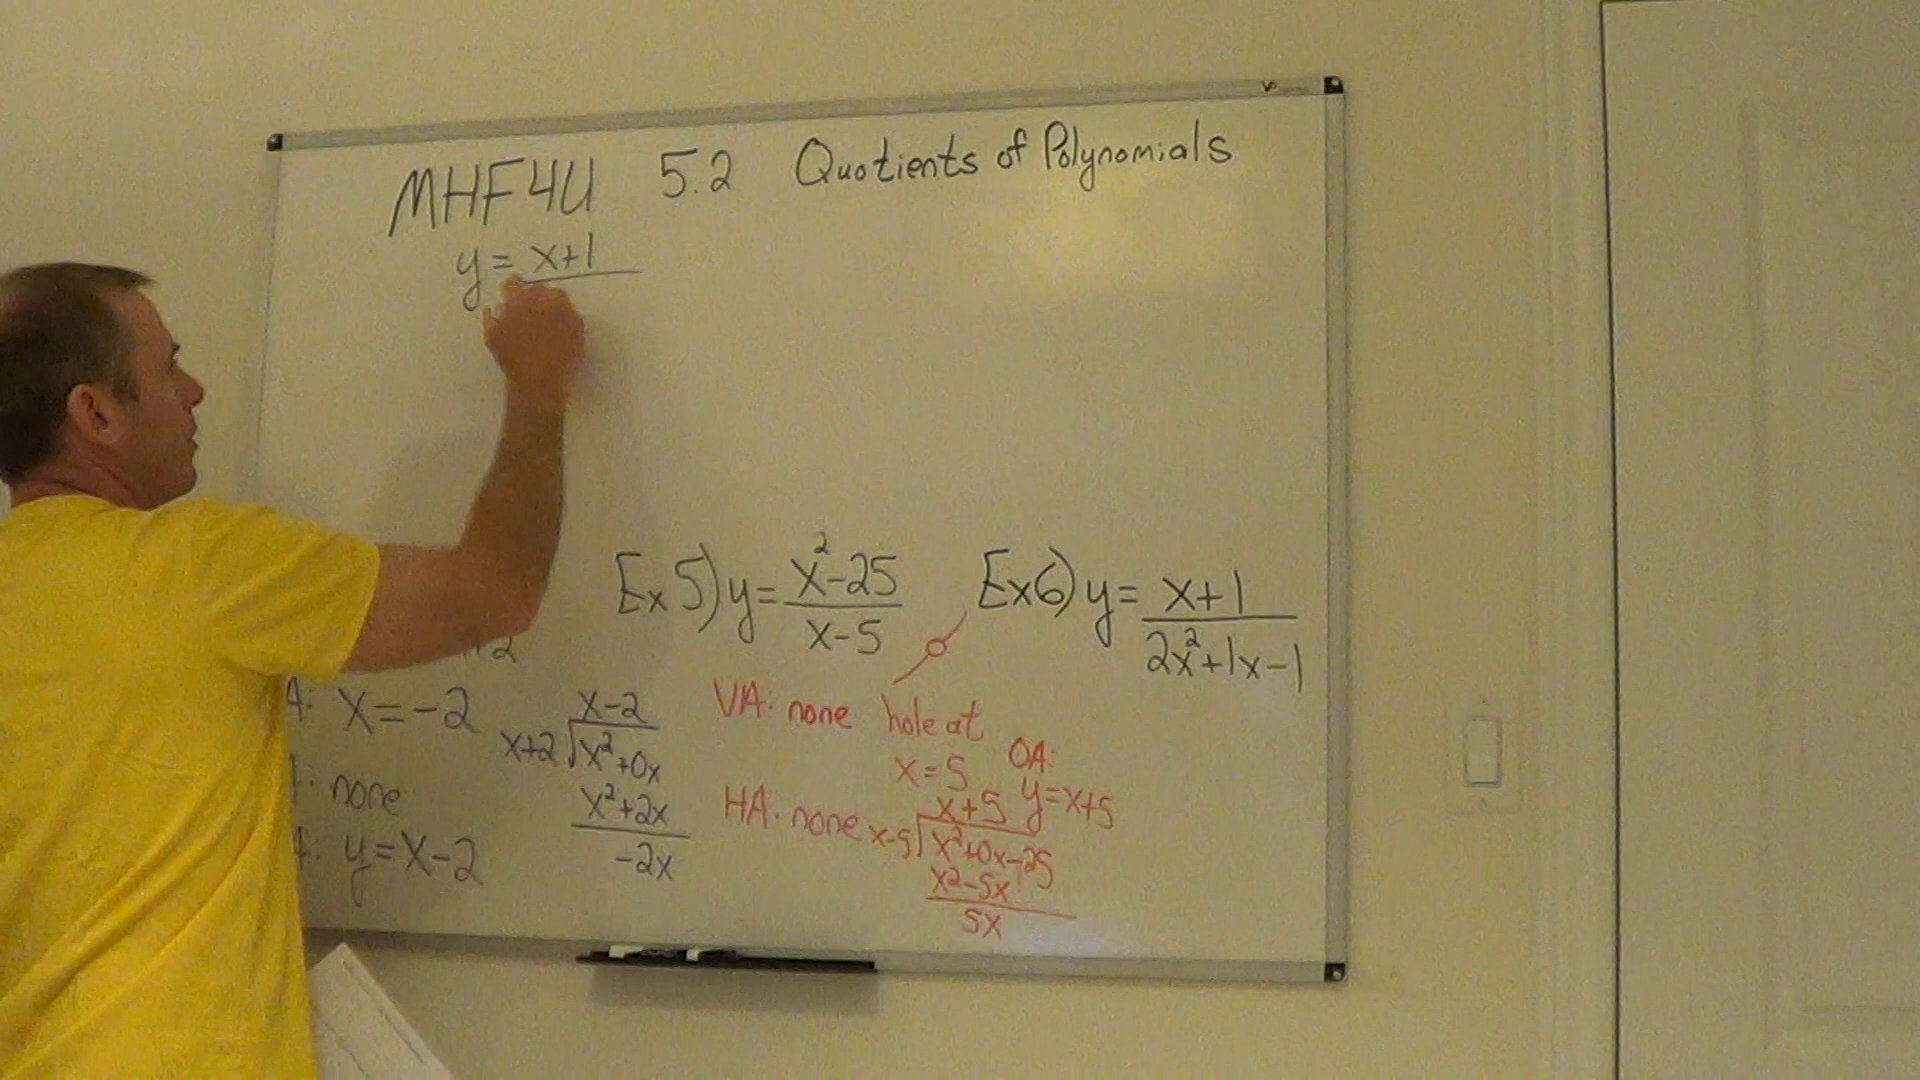 MHF4U 5.2 Quotients of Polynomials
y = x+1
Ex 5) y = x²-25
x-5
Ex6) y = x+1
2x²+1x-1
+2
A: x = -2
: none
A: y = x-2
x-2
x+2 x²+0x
x²+2x
-2x
VA: none hole at
x = 5
HA. none
OA:
y = x+5
x+5
x-5 x²+0x-25
x²-5x
5x